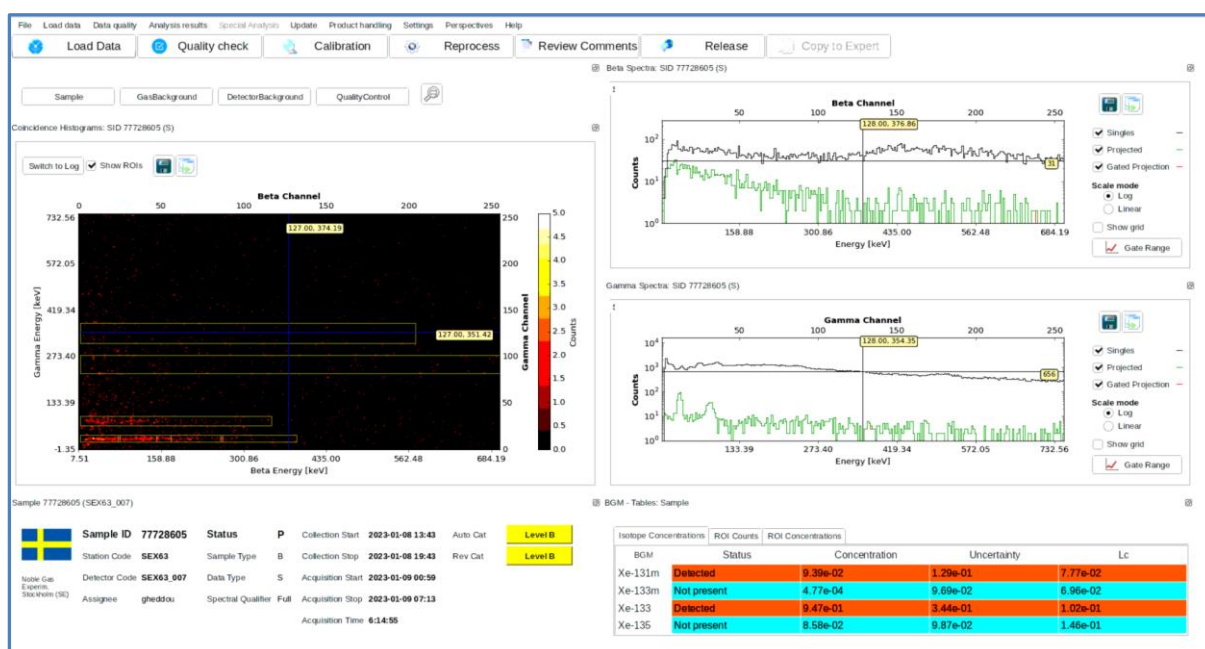 File Load data Data quality Analysis results Special Analysis Update Product handling Settings Perspectives Help
Load Data Quality check Calibration Reprocess Review Comments Release Copy to Expert
Sample GasBackground DetectorBackground QualityControl
Coincidence Histograms: SID 77728605 (S)
Switch to Log Show ROIs
Beta Channel
0 50 100 150 200 250
732.56
572.05
419.34
273.40
133.39
-1.35
Gamma Energy [keV]
127.00, 374.19
127.00, 351.42
250
200
150
100
50
0
Gamma Channel
5.0
4.5
4.0
3.5
3.0
2.5
2.0
1.5
1.0
0.5
0.0
Counts
7.51 158.88 300.86 435.00 562.48 684.19
Beta Energy [keV]
Beta Spectra: SID 77728605 (S)
Beta Channel
50 100 150 200 250
128.00, 376.86
31
10²
10¹
10⁰
Counts
158.88 300.86 435.00 562.48 684.19
Energy [keV]
Singles
Projected
Gated Projection
Scale mode
Log
Linear
Show grid
Gate Range
Gamma Spectra: SID 77728605 (S)
Gamma Channel
50 100 150 200 250
128.00, 354.35
656
10⁴
10³
10²
10¹
10⁰
Counts
133.39 273.40 419.34 572.05 732.56
Energy [keV]
Singles
Projected
Gated Projection
Scale mode
Log
Linear
Show grid
Gate Range
Sample 77728605 (SEX63_007)
Noble Gas
Experim,
Stockholm (SE)
Sample ID 77728605 Status P Collection Start 2023-01-08 13:43 Auto Cat Level B
Station Code SEX63 Sample Type B Collection Stop 2023-01-08 19:43 Rev Cat Level B
Detector Code SEX63_007 Data Type S Acquisition Start 2023-01-09 00:59
Assignee gheddou Spectral Qualifier Full Acquisition Stop 2023-01-09 07:13
Acquisition Time 6:14:55
BGM - Tables: Sample
Isotope Concentrations ROI Counts ROI Concentrations
BGM Status Concentration Uncertainty Lc
Xe-131m Detected 9.39e-02 1.29e-01 7.77e-02
Xe-133m Not present 4.77e-04 9.69e-02 6.96e-02
Xe-133 Detected 9.47e-01 3.44e-01 1.02e-01
Xe-135 Not present 8.58e-02 9.87e-02 1.46e-01